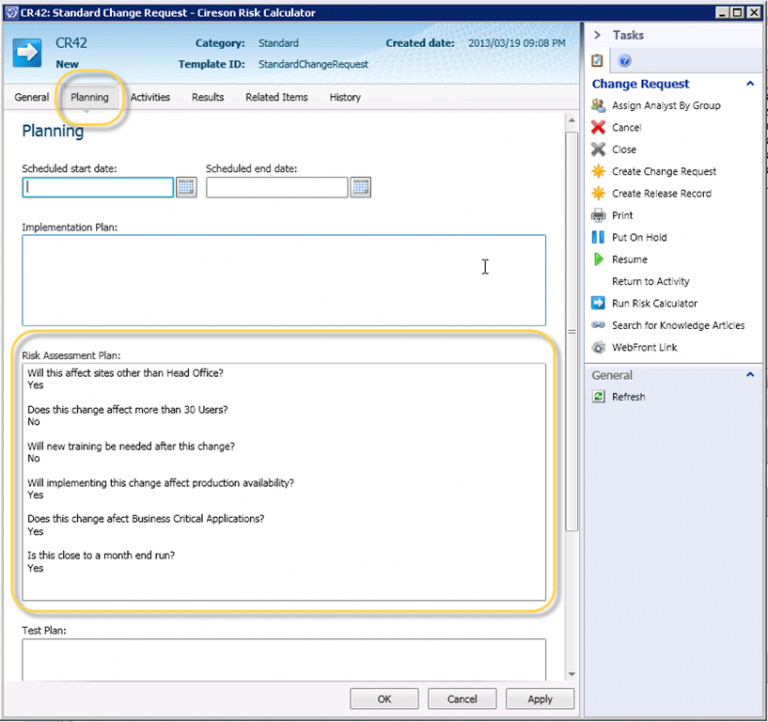 CR42: Standard Change Request - Cireson Risk Calculator
CR42 Category: Standard Created date: 2013/03/19 09:08 PM
New Template ID: StandardChangeRequest
General Planning Activities Results Related Items History
Planning
Scheduled start date: Scheduled end date:
Implementation Plan:
Risk Assessment Plan:
Will this affect sites other than Head Office?
Yes
Does this change affect more than 30 Users?
No
Will new training be needed after this change?
No
Will implementing this change affect production availability?
Yes
Does this change afect Business Critical Applications?
Yes
Is this close to a month end run?
Yes
Test Plan:
OK Cancel Apply
Tasks
Change Request
Assign Analyst By Group
Cancel
Close
Create Change Request
Create Release Record
Print
Put On Hold
Resume
Return to Activity
Run Risk Calculator
Search for Knowledge Articles
WebFront Link
General
Refresh